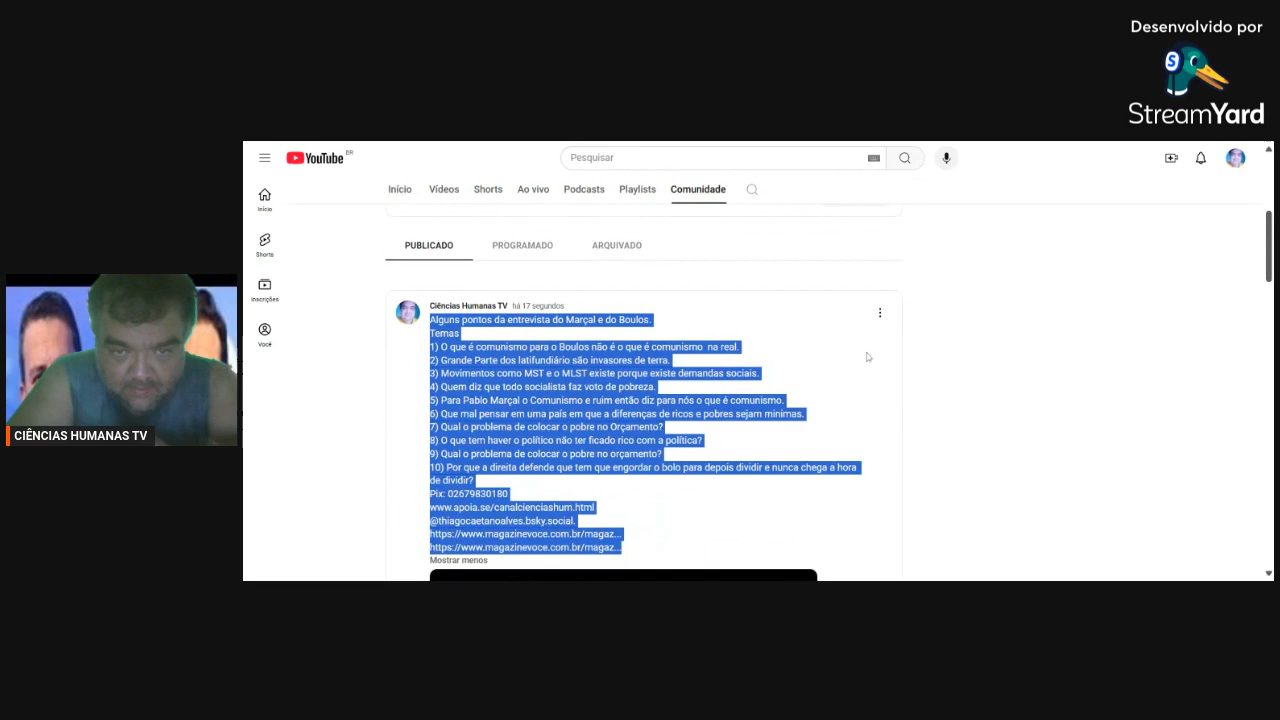 Desenvolvido por
StreamYard
YouTube BR
Pesquisar
Início
Vídeos
Shorts
Ao vivo
Podcasts
Playlists
Comunidade
Início
Shorts
Inscrições
Você
PUBLICADO
PROGRAMADO
ARQUIVADO
Ciências Humanas TV há 17 segundos
Alguns pontos da entrevista do Marçal e do Boulos.
Temas
1) O que é comunismo para o Boulos não é o que é comunismo na real.
2) Grande Parte dos latifundiário são invasores de terra.
3) Movimentos como MST e o MLST existe porque existe demandas sociais.
4) Quem diz que todo socialista faz voto de pobreza.
5) Para Pablo Marçal o Comunismo e ruim então diz para nós o que é comunismo.
6) Que mal pensar em uma país em que a diferenças de ricos e pobres sejam minimas.
7) Qual o problema de colocar o pobre no Orçamento?
8) O que tem haver o político não ter ficado rico com a política?
9) Qual o problema de colocar o pobre no orçamento?
10) Por que a direita defende que tem que engordar o bolo para depois dividir e nunca chega a hora
de dividir?
Pix: 02679830180
www.apoia.se/canalcienciashum.html
@thiagocaetanoalves.bsky.social.
https://www.magazinevoce.com.br/magaz...
https://www.magazinevoce.com.br/magaz...
Mostrar menos
CIÊNCIAS HUMANAS TV